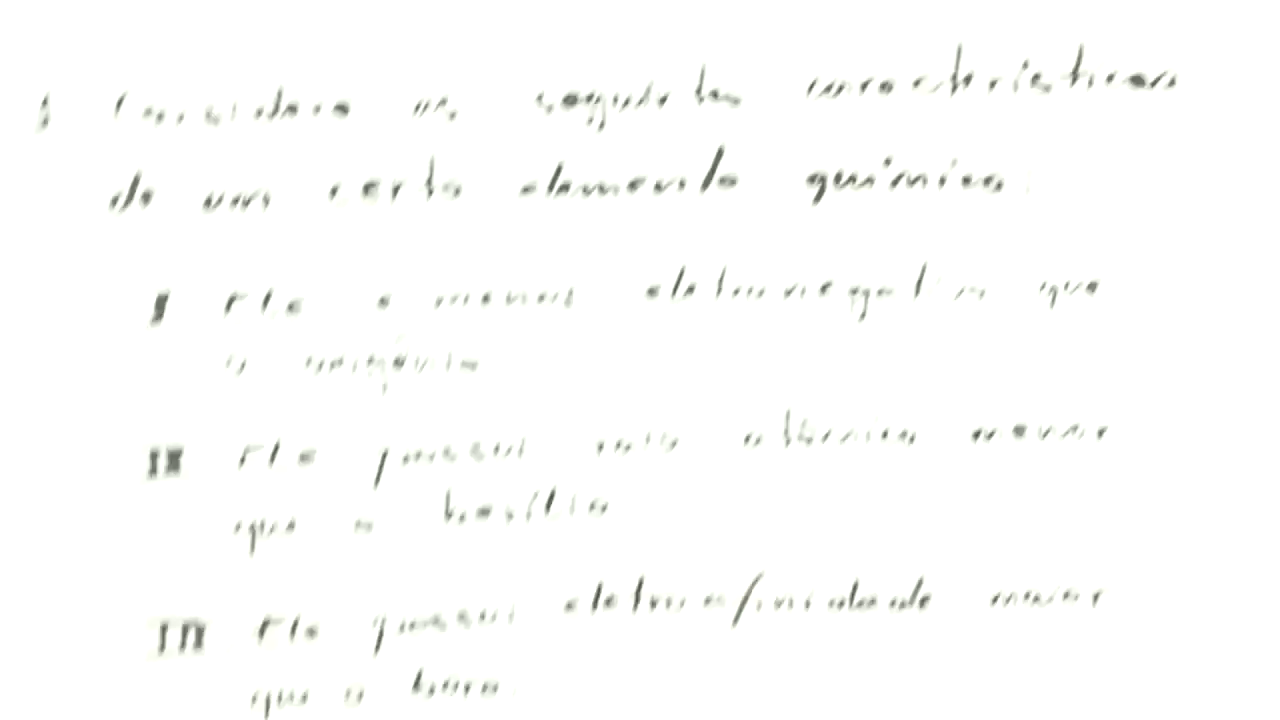 Considere as seguintes características
de um certo elemento químico.
I Ele é menos eletronegativo que
o oxigênio
II Ele possui raio atômico menor
que o berílio
III Ele possui eletroafinidade maior
que o boro.